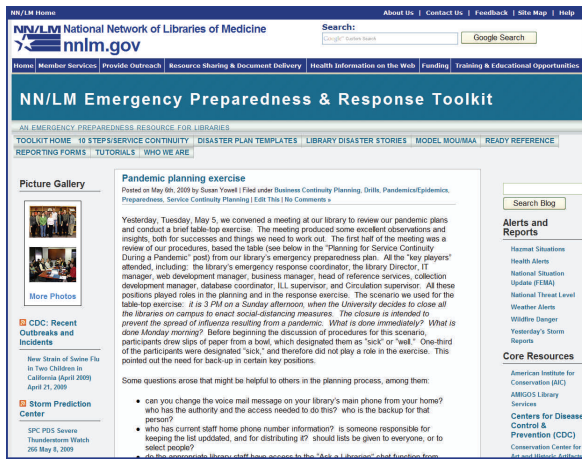 NN/LM Home
About Us | Contact Us | Feedback | Site Map | Help
NN/LM National Network of Libraries of Medicine
nnlm.gov
Search:
Google Search
Home Member Services Provide Outreach Resource Sharing & Document Delivery Health Information on the Web Funding Training & Educational Opportunities
NN/LM Emergency Preparedness & Response Toolkit
AN EMERGENCY PREPAREDNESS RESOURCE FOR LIBRARIES
TOOLKIT HOME 10 STEPS/SERVICE CONTINUITY DISASTER PLAN TEMPLATES LIBRARY DISASTER STORIES MODEL MOU/MAA READY REFERENCE
REPORTING FORMS TUTORIALS WHO WE ARE
Picture Gallery
More Photos
CDC: Recent
Outbreaks and
Incidents
New Strain of Swine Flu
in Two Children in
California (April 2009)
April 21, 2009
Storm Prediction
Center
SPC PDS Severe
Thunderstorm Watch
266 May 8, 2009
Pandemic planning exercise
Posted on May 6th, 2009 by Susan Yowell | Filed under Business Continuity Planning, Drills, Pandemics/Epidemics,
Preparedness, Service Continuity Planning | Edit This | No Comments »
Yesterday, Tuesday, May 5, we convened a meeting at our library to review our pandemic plans
and conduct a brief table-top exercise. The meeting produced some excellent observations and
insights, both for successes and things we need to work out. The first half of the meeting was a
review of our procedures, based the table (see below in the "Planning for Service Continuity
During a Pandemic" post) from our library's emergency preparedness plan. All the "key players"
attended, including: the library's emergency response coordinator, the library Director, IT
manager, web development manager, business manager, head of reference services, collection
development manager, database coordinator, ILL supervisor, and Circulation supervisor. All these
positions played roles in the planning and in the response exercise. The scenario we used for the
table-top exercise: it is 3 PM on a Sunday afternoon, when the University decides to close all
the libraries on campus to enact social-distancing measures. The closure is intended to
prevent the spread of influenza resulting from a pandemic. What is done immediately? What is
done Monday morning? Before beginning the discussion of procedures for this scenario,
participants drew slips of paper from a bowl, which designated them as "sick" or "well." One-third
of the participants were designated "sick," and therefore did not play a role in the exercise. This
pointed out the need for back-up in certain key positions.
Some questions arose that might be helpful to others in the planning process, among them:
• can you change the voice mail message on your library's main phone from your home?
who has the authority and the access needed to do this? who is the backup for that
person?
• who has current staff home phone number information? is someone responsible for
keeping the list upddated, and for distributing it? should lists be given to everyone, or to
select people?
• do the appropriate library staff have access to the "Ask a Librarian" chat function from
Search Blog
Alerts and
Reports
Hazmat Situations
Health Alerts
National Situation
Update (FEMA)
National Threat Level
Weather Alerts
Wildfire Danger
Yesterday's Storm
Reports
Core Resources
American Institute for
Conservation (AIC)
AMIGOS Library
Services
Centers for Disease
Control &
Prevention (CDC)
Conservation Center for
Art and Historic Artifacts